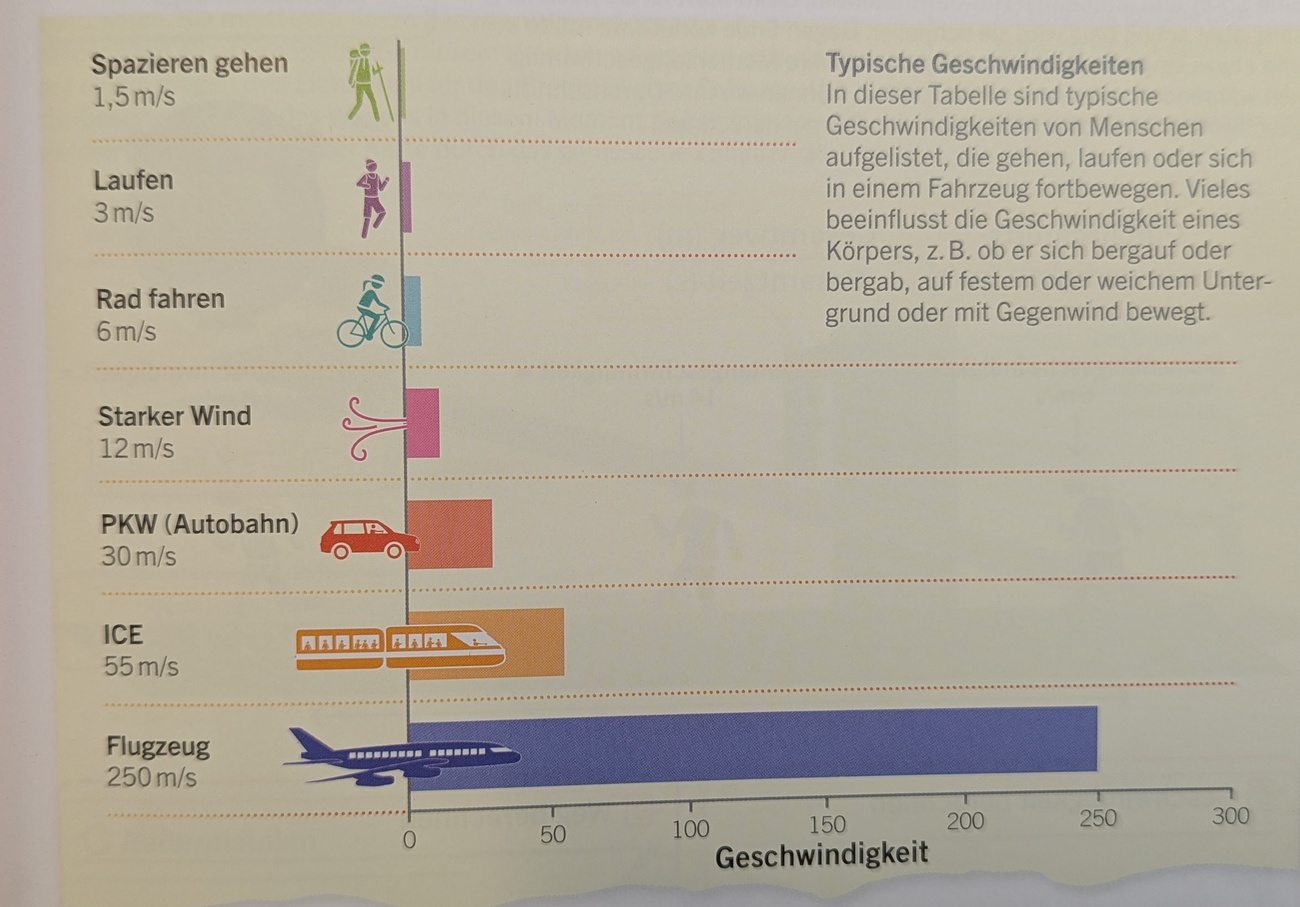 Spazieren gehen
1,5 m/s
Laufen
3 m/s
Rad fahren
6 m/s
Starker Wind
12 m/s
PKW (Autobahn)
30 m/s
ICE
55 m/s
Flugzeug
250 m/s
Typische Geschwindigkeiten
In dieser Tabelle sind typische
Geschwindigkeiten von Menschen
aufgelistet, die gehen, laufen oder sich
in einem Fahrzeug fortbewegen. Vieles
beeinflusst die Geschwindigkeit eines
Körpers, z. B. ob er sich bergauf oder
bergab, auf festem oder weichem Unter-
grund oder mit Gegenwind bewegt.
0 50 100 150 200 250 300
Geschwindigkeit